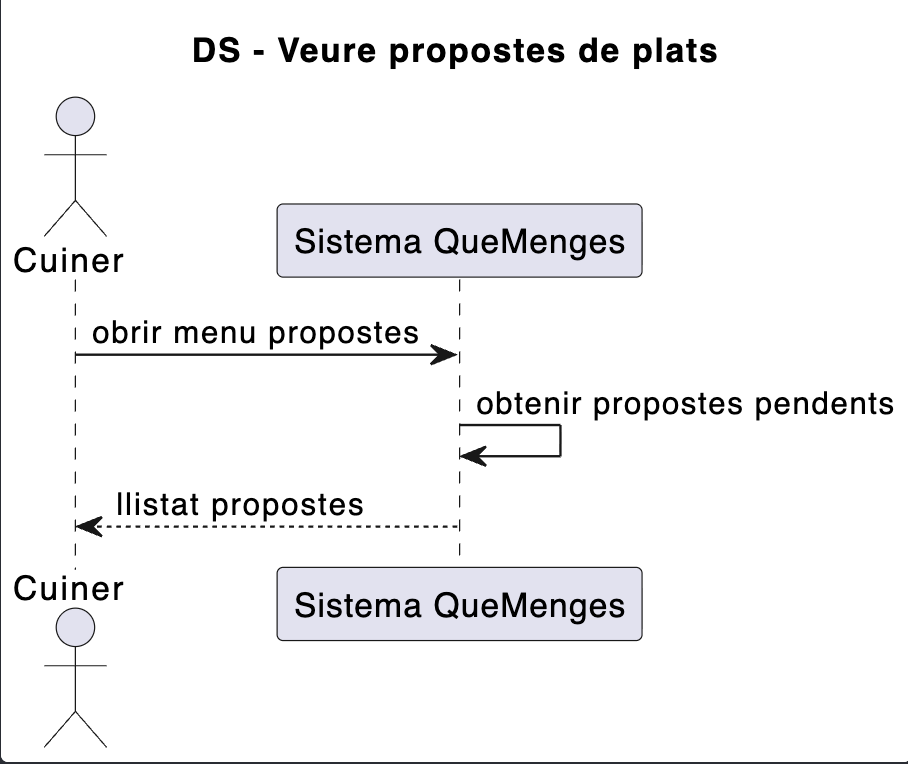 DS - Veure propostes de plats
Cuiner
Sistema QueMenges
obrir menu propostes
obtenir propostes pendents
llistat propostes
Cuiner
Sistema QueMenges